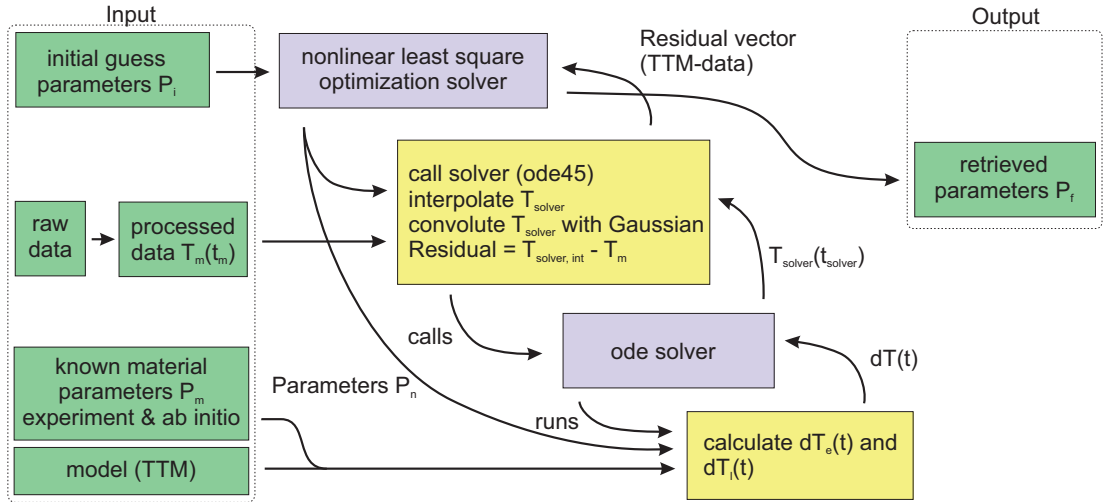 Input
Output
initial guess
parameters P_i
nonlinear least square
optimization solver
Residual vector
(TTM-data)
retrieved
parameters P_f
raw
data
processed
data T_m(t_m)
call solver (ode45)
interpolate T_solver
convolute T_solver with Gaussian
Residual = T_solver, int - T_m
T_solver(t_solver)
calls
ode solver
dT(t)
known material
parameters P_m
experiment & ab initio
Parameters P_n
runs
model (TTM)
calculate dT_e(t) and
dT_l(t)